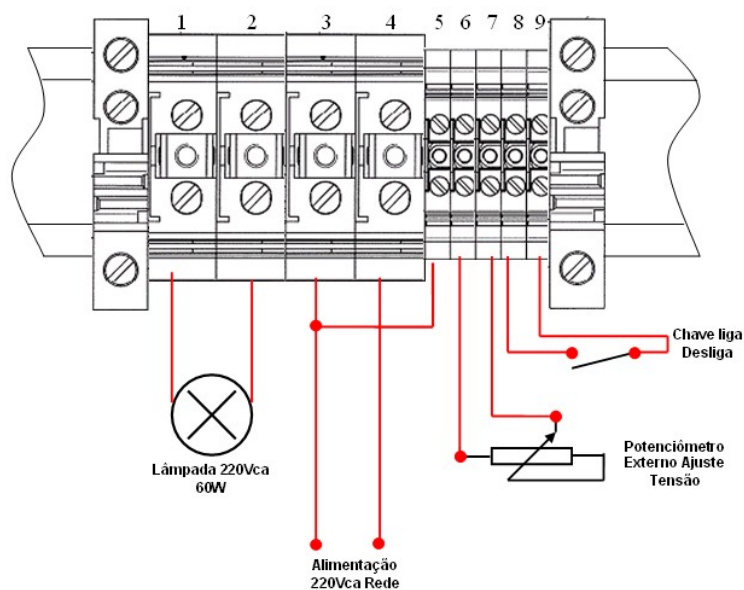 1 2 3 4 5 6 7 8 9
Chave liga
Desliga
Potenciômetro
Externo Ajuste
Tensão
Lâmpada 220Vca
60W
Alimentação
220Vca Rede